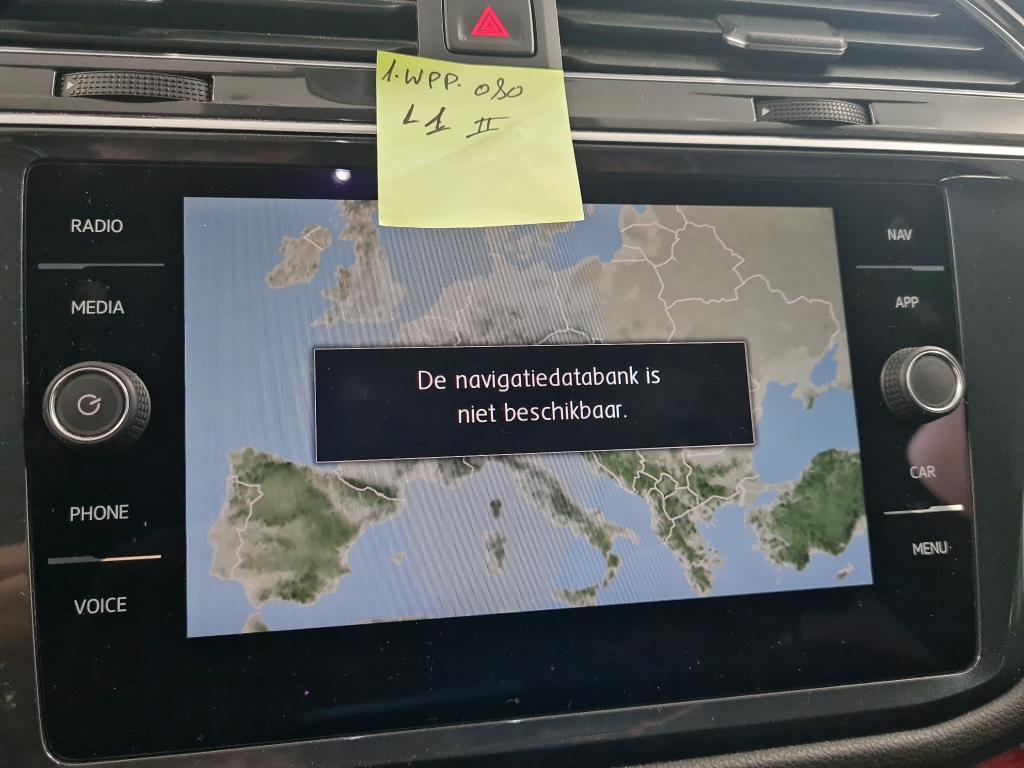 1. WPP. 080
L1 II
RADIO
MEDIA
PHONE
VOICE
De navigatiedatabank is
niet beschikbaar.
NAV
APP
CAR
MENU